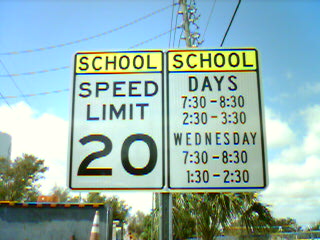 SCHOOL
SPEED
LIMIT
20
SCHOOL
DAYS
7:30-8:30
2:30-3:30
WEDNESDAY
7:30-8:30
1:30-2:30